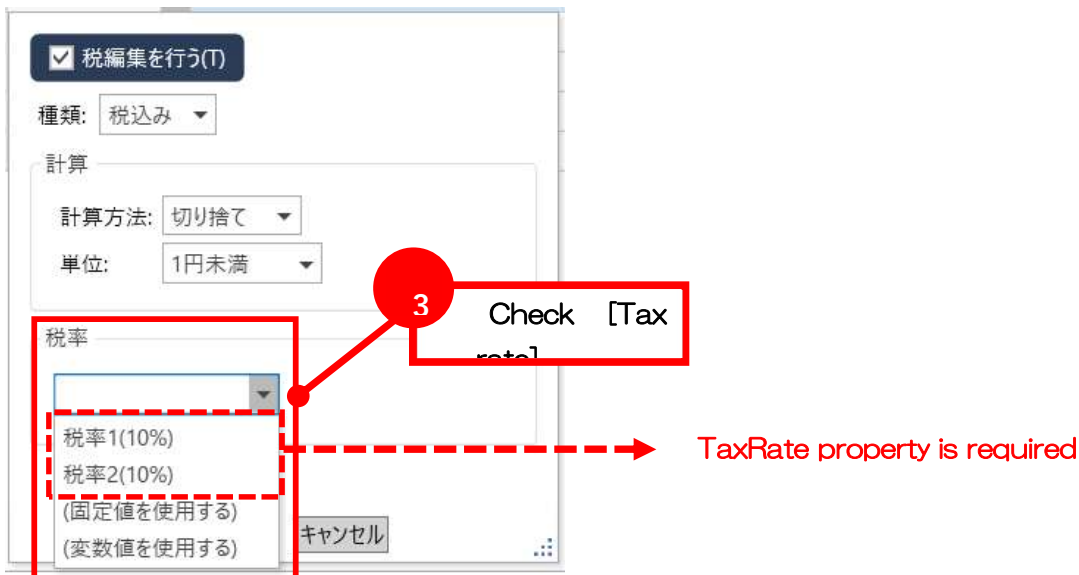 税編集を行う(T)
種類: 税込み
計算
計算方法: 切り捨て
単位: 1円未満
3
Check [Tax
rate]
税率
税率1(10%)
税率2(10%)
(固定値を使用する)
(変数値を使用する)
キャンセル
TaxRate property is required